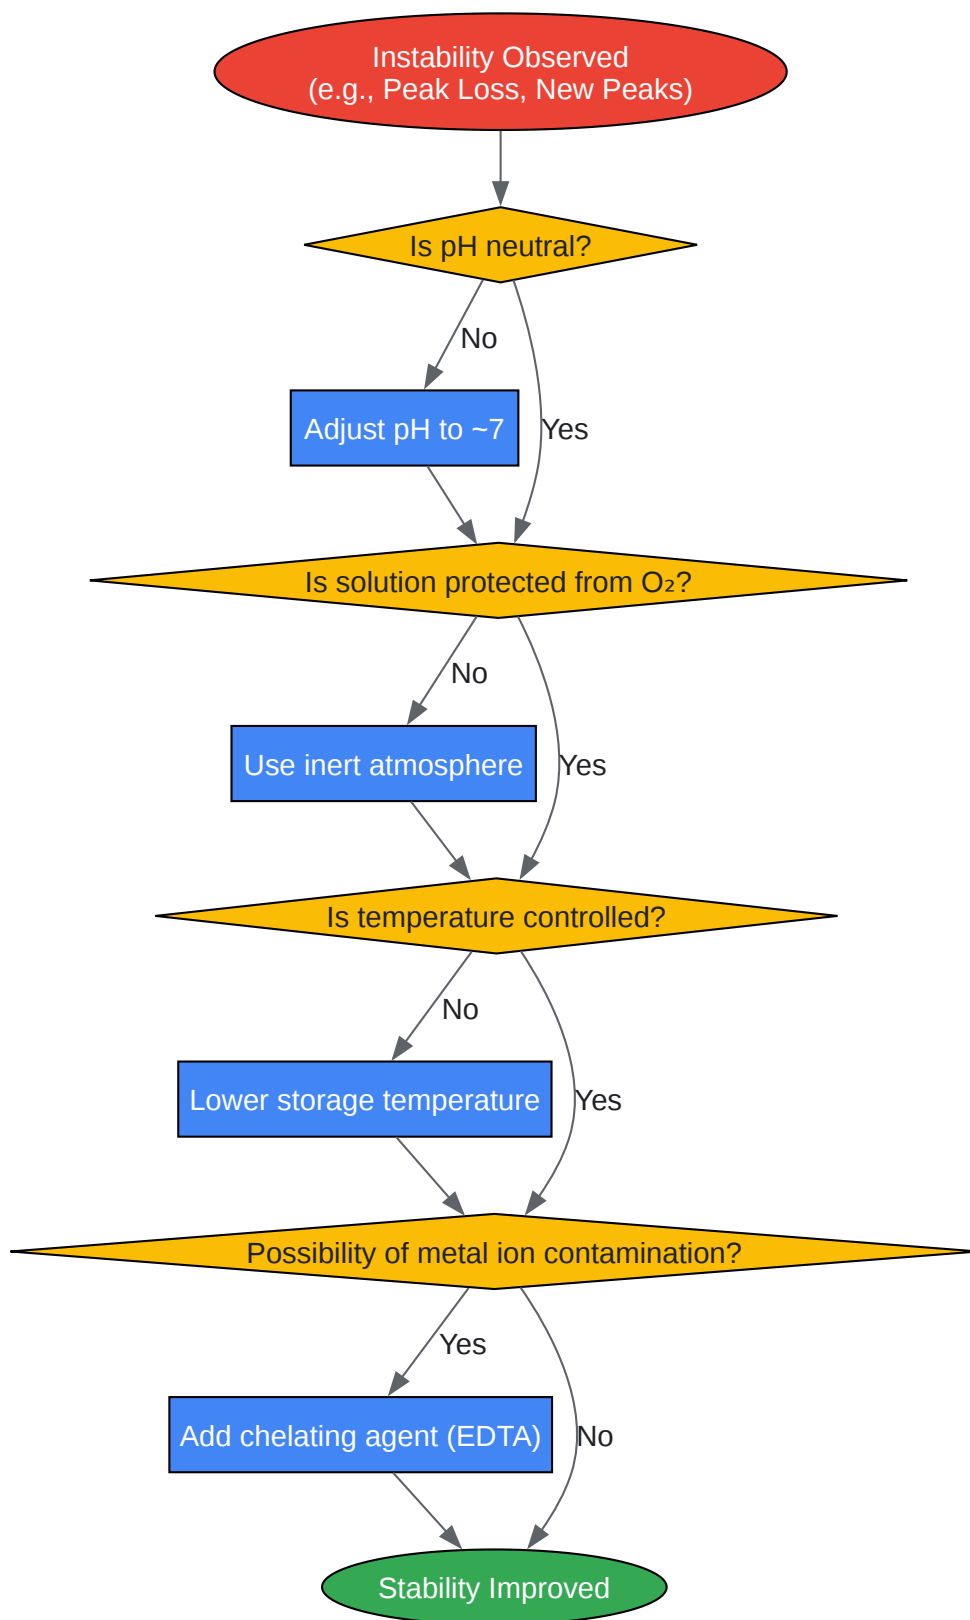 Instability Observed
(e.g., Peak Loss, New Peaks)
Is pH neutral?
No
Adjust pH to ~7
Yes
Is solution protected from O₂?
No
Use inert atmosphere
Yes
Is temperature controlled?
No
Lower storage temperature
Yes
Possibility of metal ion contamination?
Yes
Add chelating agent (EDTA)
No
Stability Improved